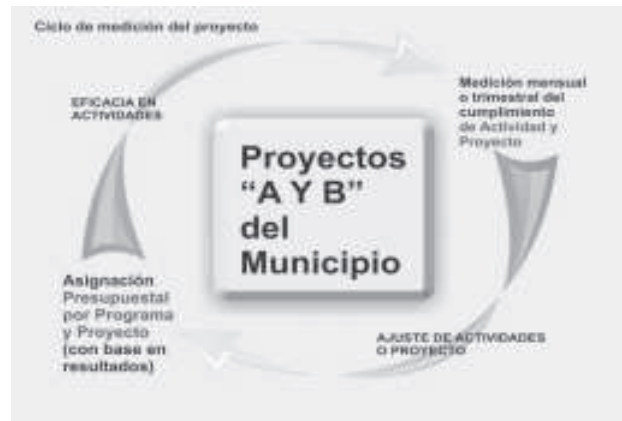 Ciclo de medición del proyecto
EFICACIA EN
ACTIVIDADES
Medición mensual
o trimestral del
cumplimiento
de Actividad y
Proyecto
Proyectos
“A Y B”
del
Municipio
Asignación
Presupuestal
por Programa
y Proyecto
(con base en
resultados)
AJUSTE DE ACTIVIDADES
O PROYECTO